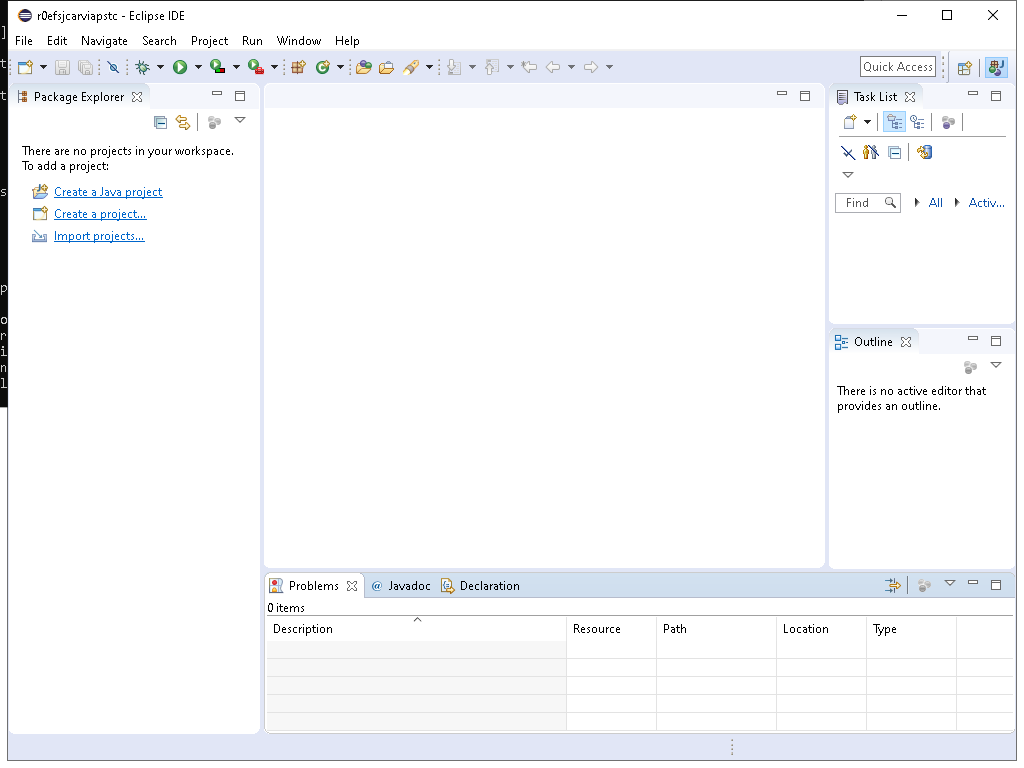 r0efsjcarviapstc - Eclipse IDE
File Edit Navigate Search Project Run Window Help
Quick Access
Package Explorer
There are no projects in your workspace.
To add a project:
Create a Java project
Create a project...
Import projects...
Task List
Find All Activ...
Outline
There is no active editor that
provides an outline.
Problems @ Javadoc Declaration
0 items
Description Resource Path Location Type
]
t
t
s
p
o
r
i
n
l